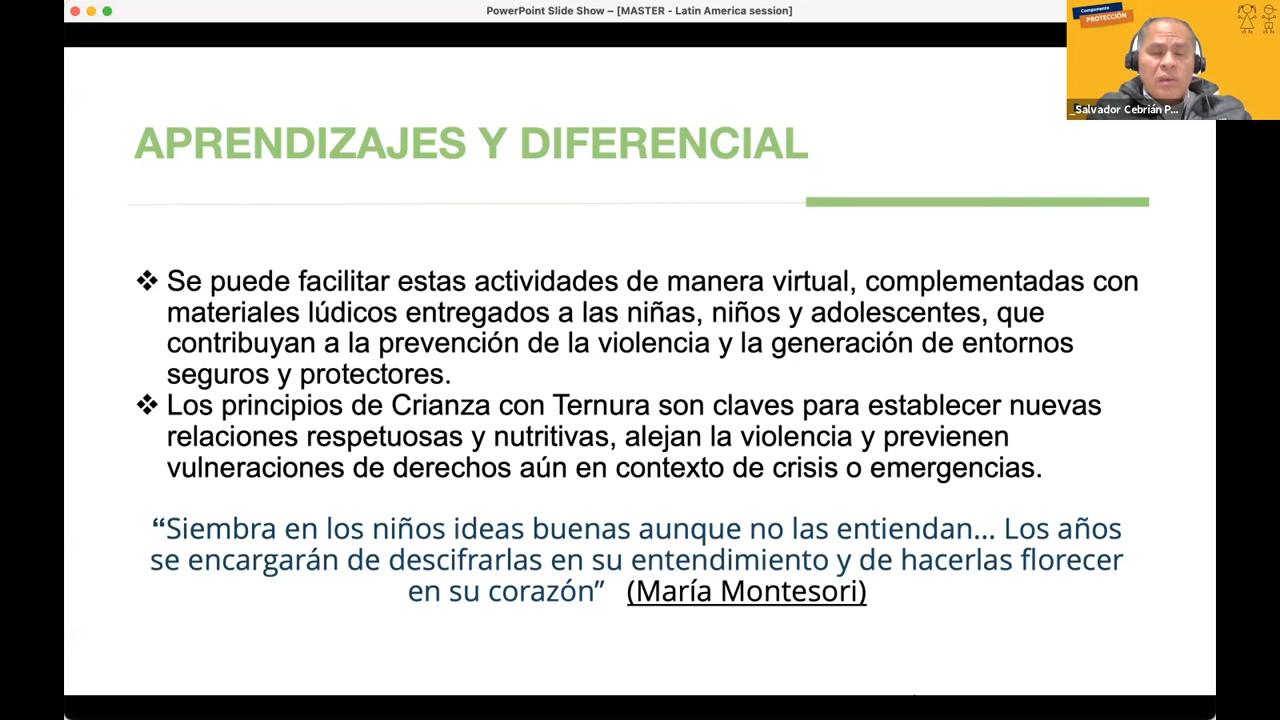 PowerPoint Slide Show – [MASTER - Latin America session]
Componente
PROTECCIÓN
_Salvador Cebrián P...
APRENDIZAJES Y DIFERENCIAL
❖ Se puede facilitar estas actividades de manera virtual, complementadas con
materiales lúdicos entregados a las niñas, niños y adolescentes, que
contribuyan a la prevención de la violencia y la generación de entornos
seguros y protectores.
❖ Los principios de Crianza con Ternura son claves para establecer nuevas
relaciones respetuosas y nutritivas, alejan la violencia y previenen
vulneraciones de derechos aún en contexto de crisis o emergencias.
“Siembra en los niños ideas buenas aunque no las entiendan... Los años
se encargarán de descifrarlas en su entendimiento y de hacerlas florecer
en su corazón” (María Montesori)